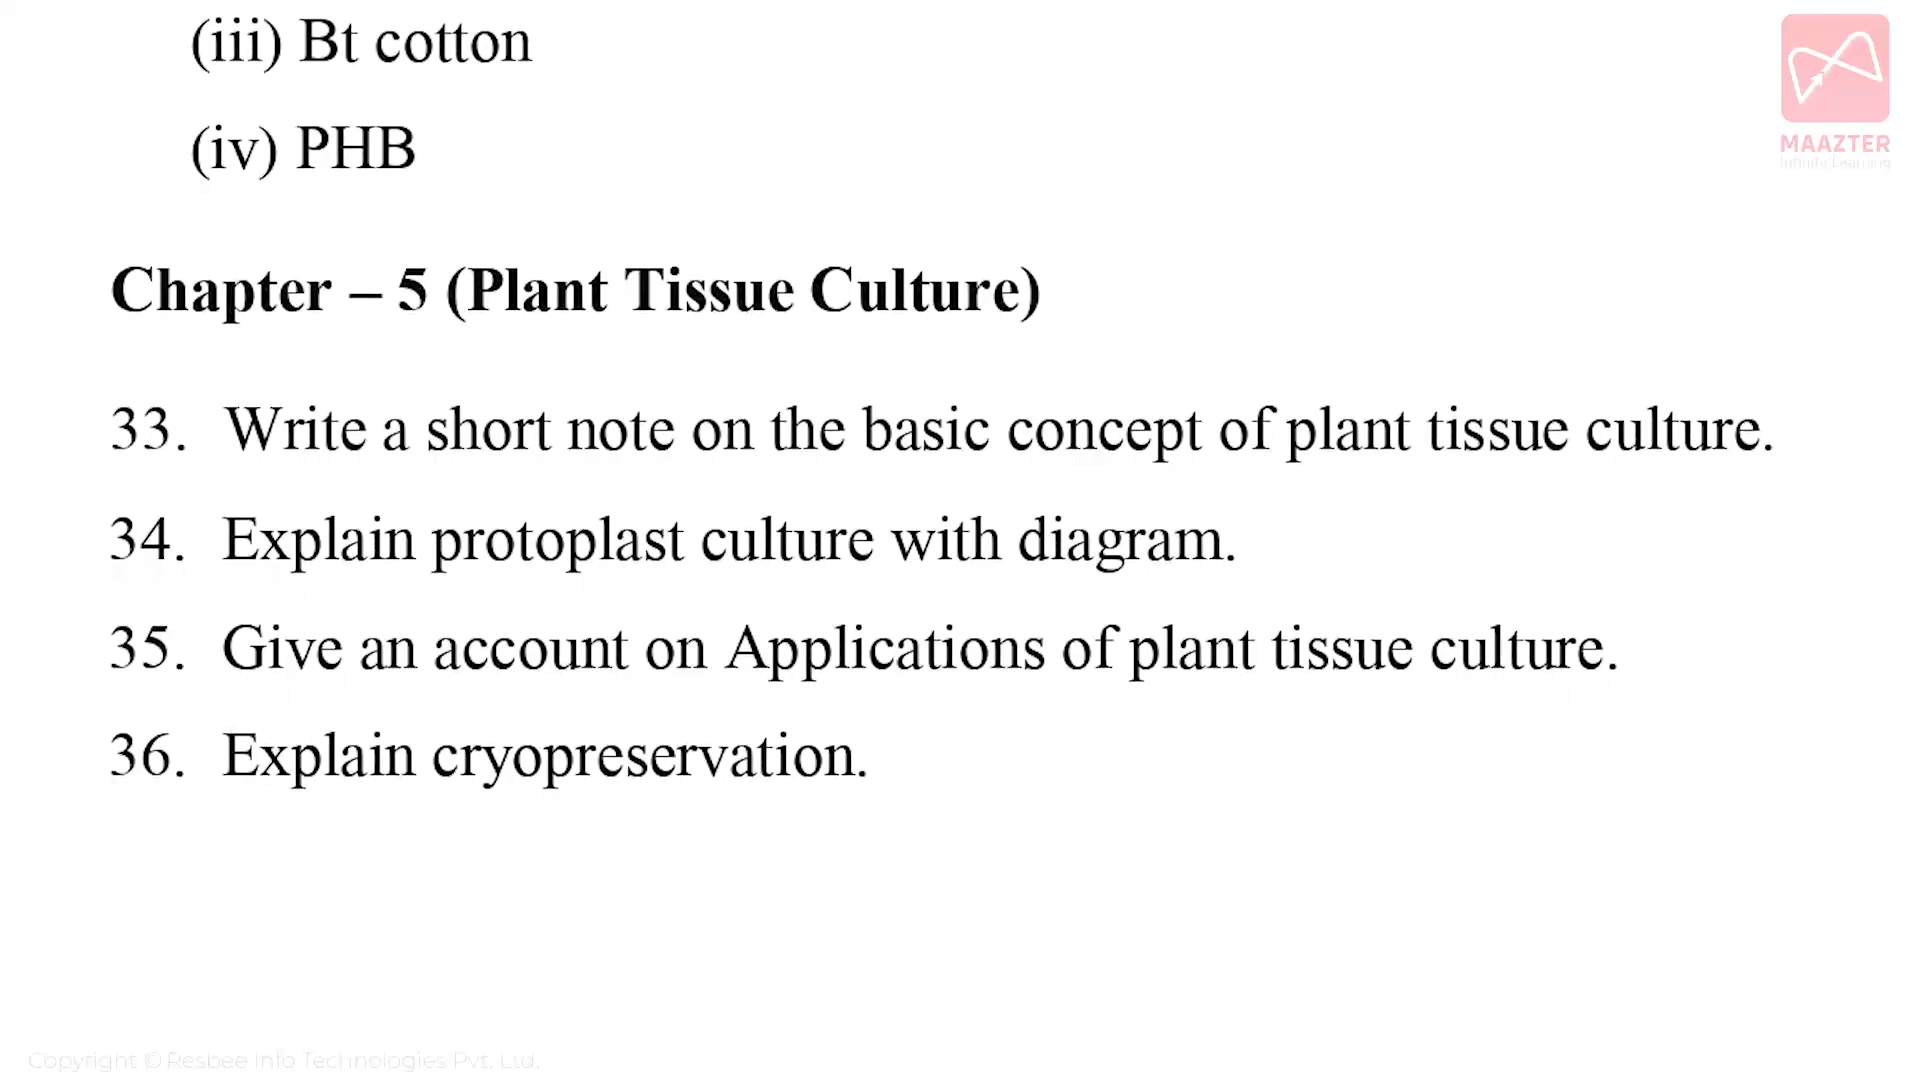 (iii) Bt cotton
MAAZTER
Infinity Learning
(iv) PHB
Chapter – 5 (Plant Tissue Culture)
33. Write a short note on the basic concept of plant tissue culture.
34. Explain protoplast culture with diagram.
35. Give an account on Applications of plant tissue culture.
36. Explain cryopreservation.
Copyright © Resbee Info Technologies Pvt. Ltd.